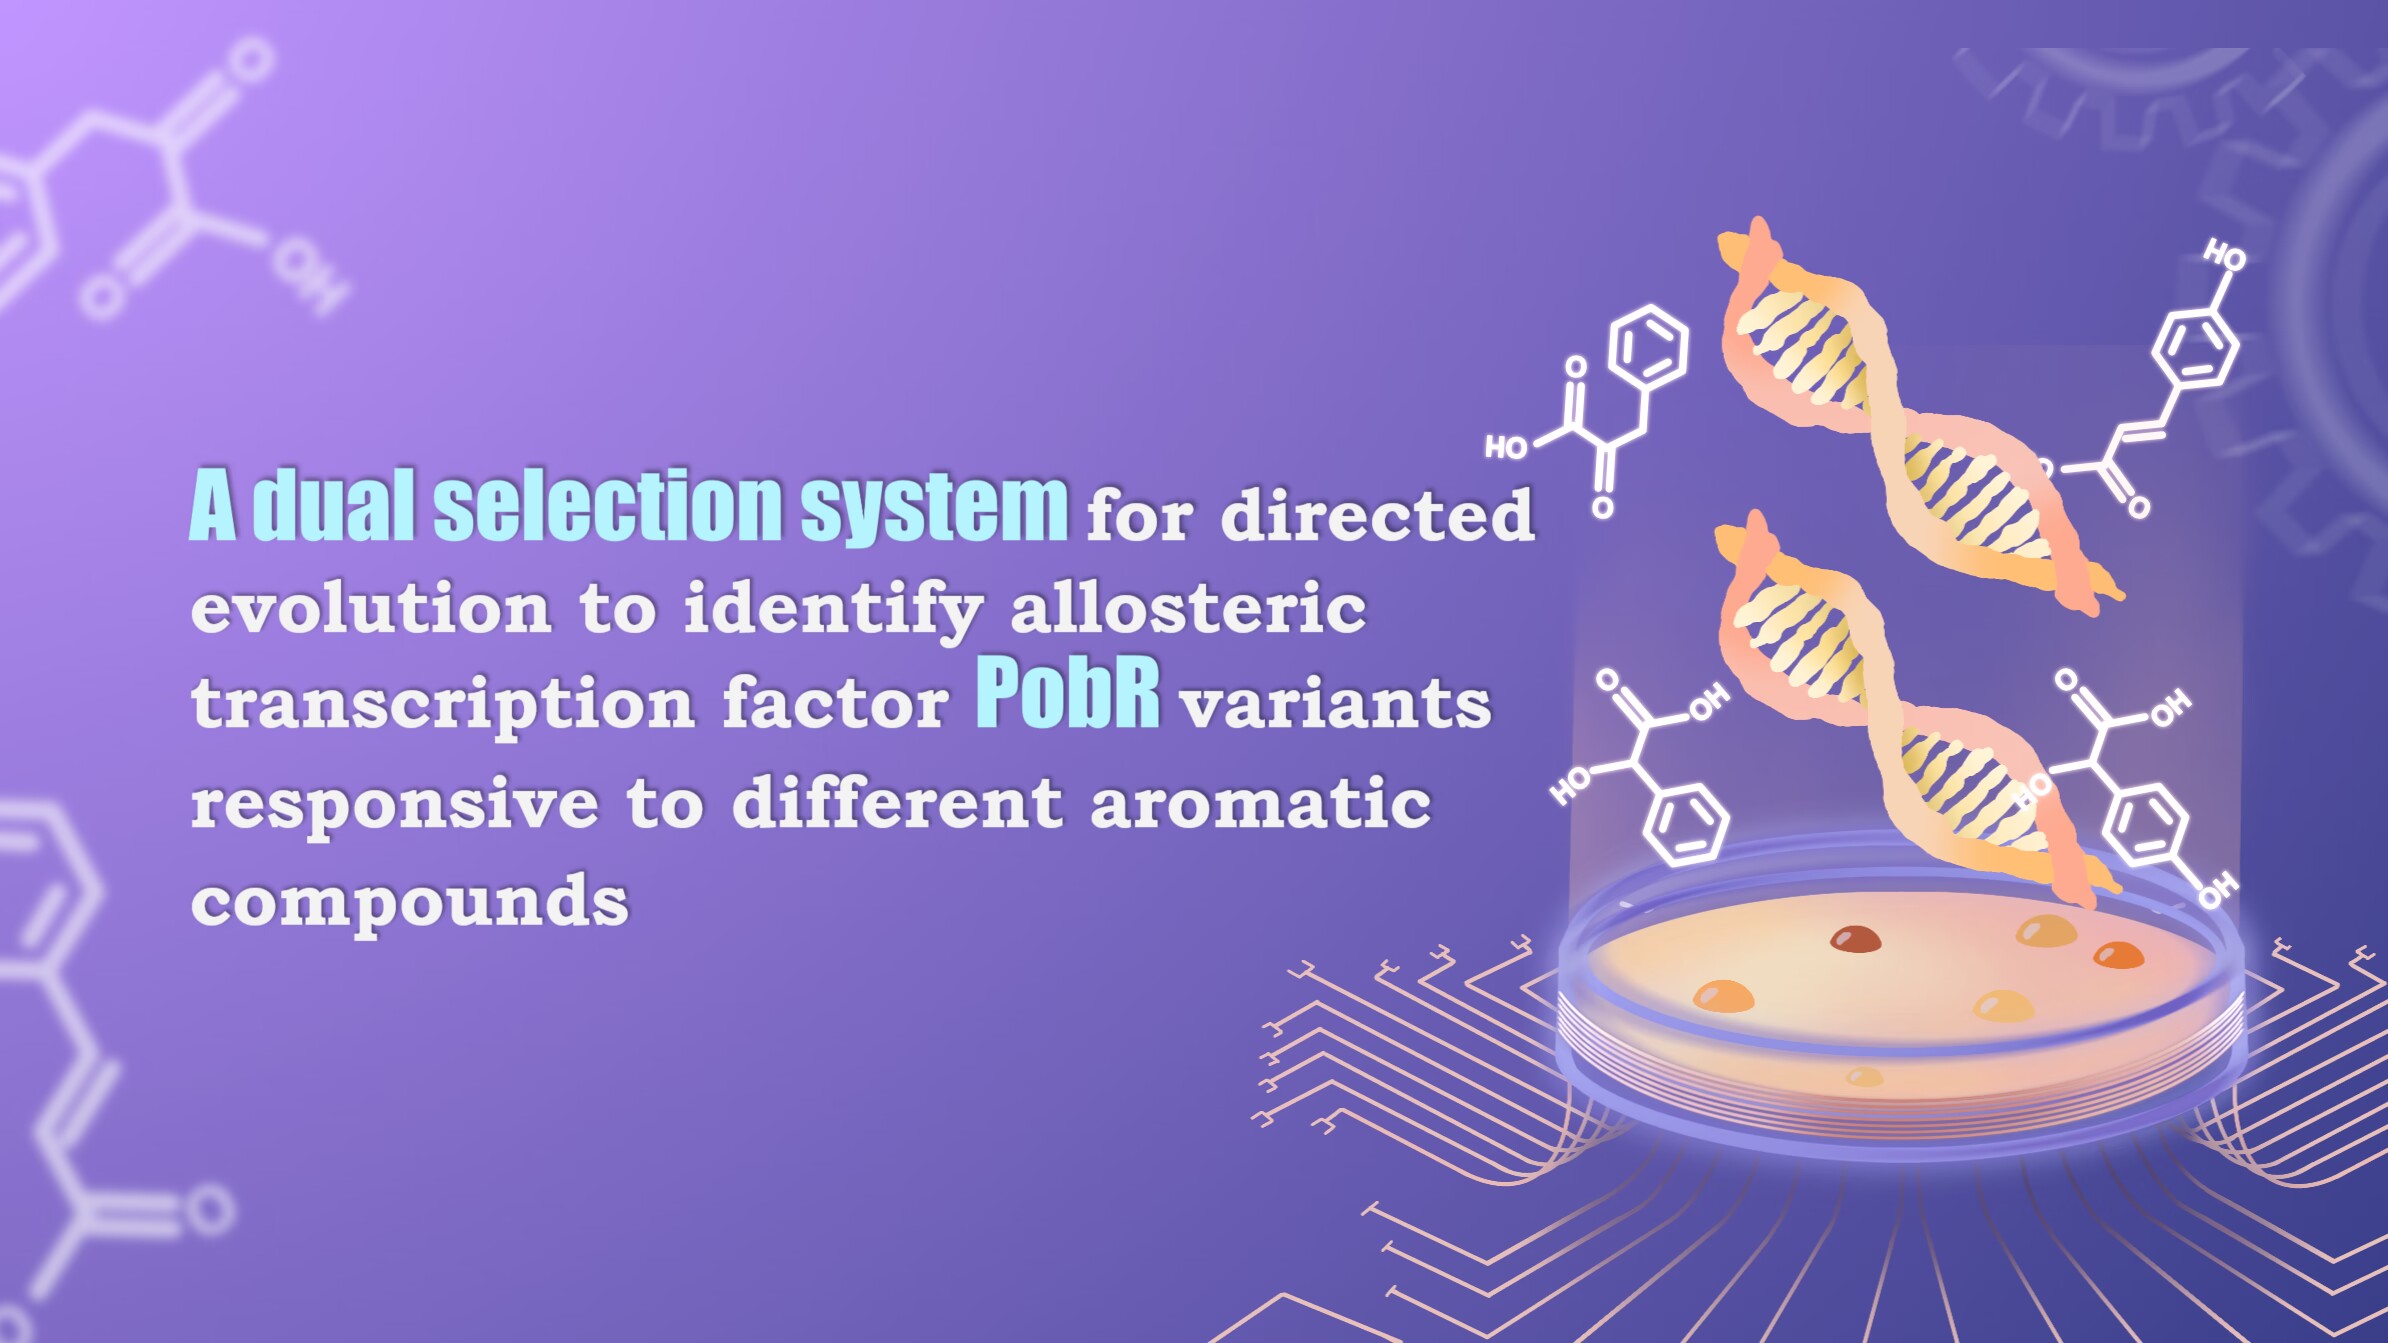 A dual selection system for directed
evolution to identify allosteric
transcription factor PobR variants
responsive to different aromatic
compounds
O
O
OH
O
O
O
HO
O
HO
O
O
O
OH
HO
O
OH
HO
OH
O